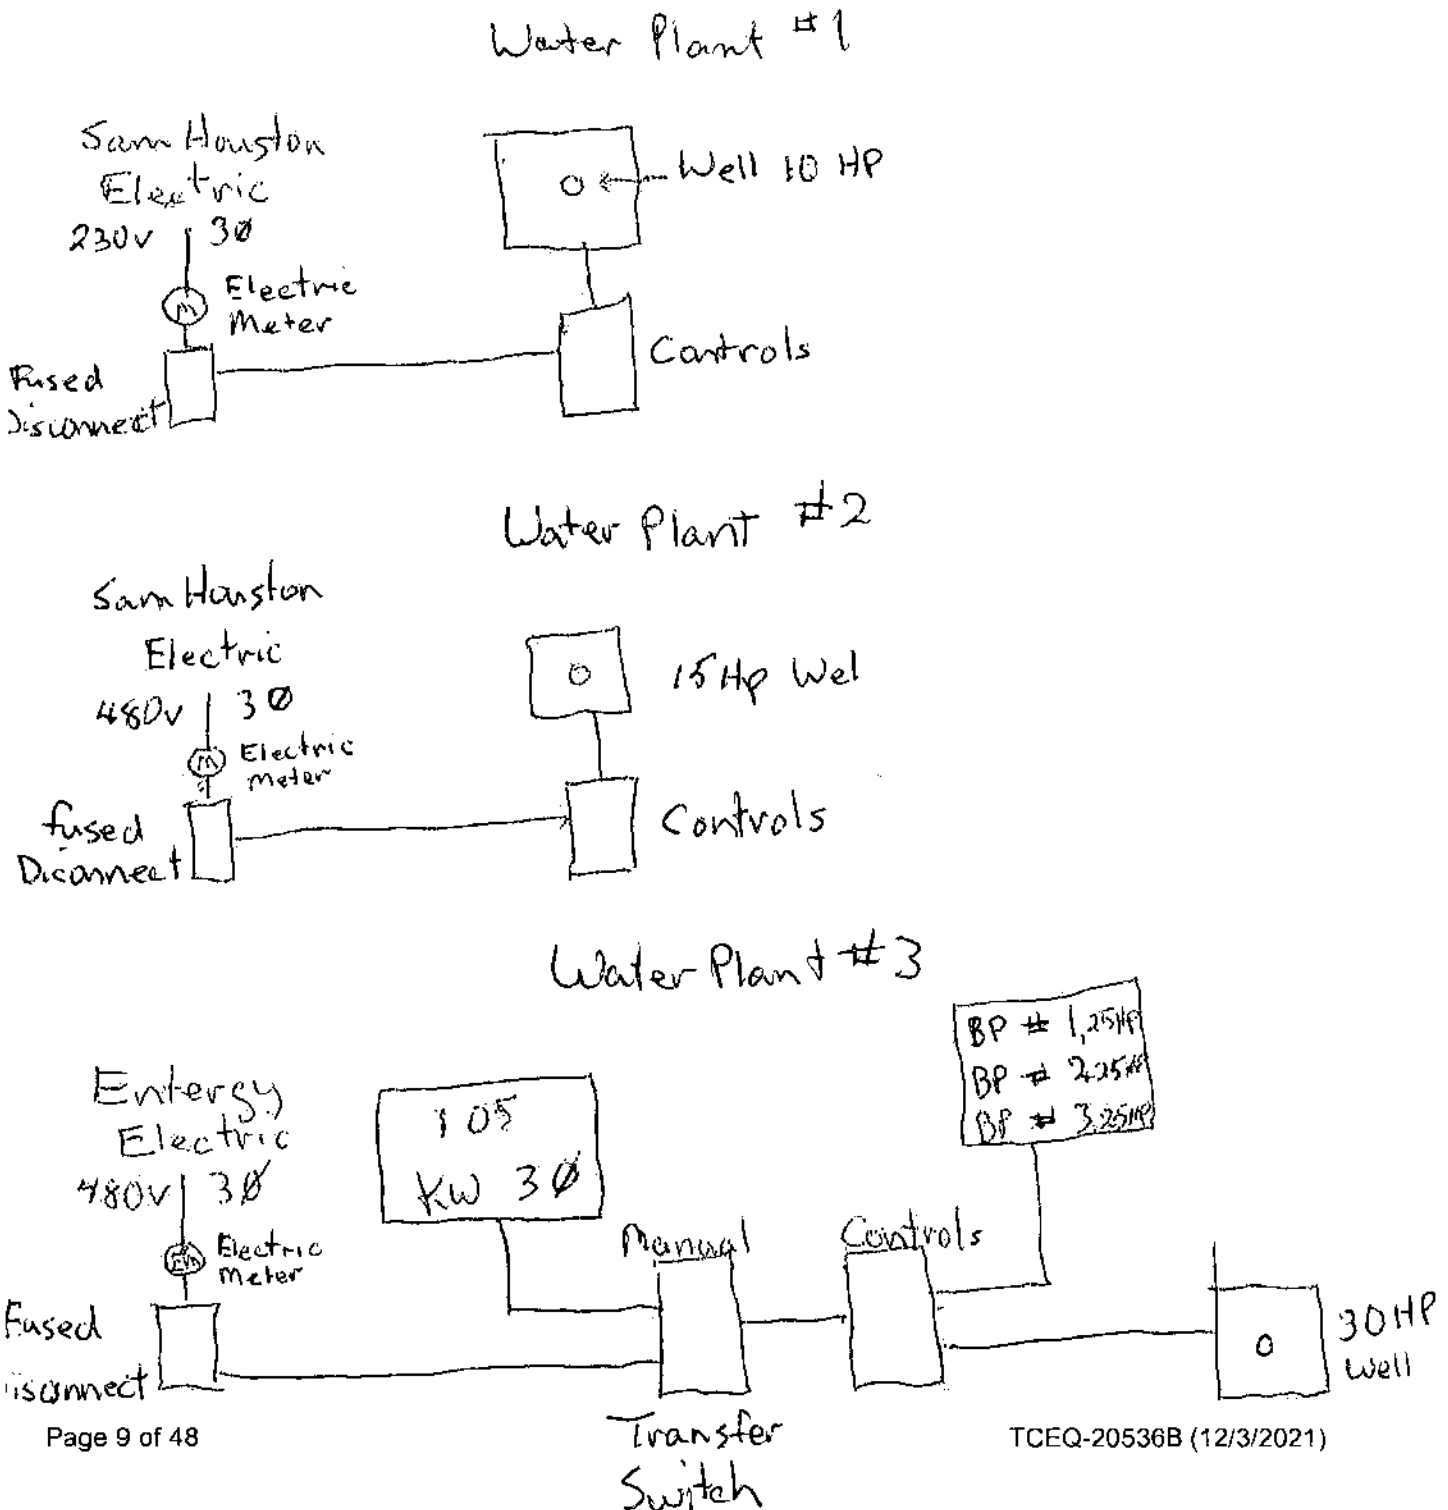 Water Plant #1
Sam Houston
Electric
230v 3Ø
Well 10 HP
M
Electric
Meter
Controls
Fused
Disconnect
Water Plant #2
Sam Houston
Electric
480v 3Ø
15 Hp Wel
M
Electric
meter
Controls
fused
Diconnect
Water Plant #3
BP # 1, 25HP
BP # 2 25HP
BP # 3 25HP
Entergy
Electric
480v 3Ø
105
KW 3Ø
Electric
Meter
Manual
Controls
Fused
isconnect
30HP
Well
Transfer
Switch
Page 9 of 48
TCEQ-20536B (12/3/2021)